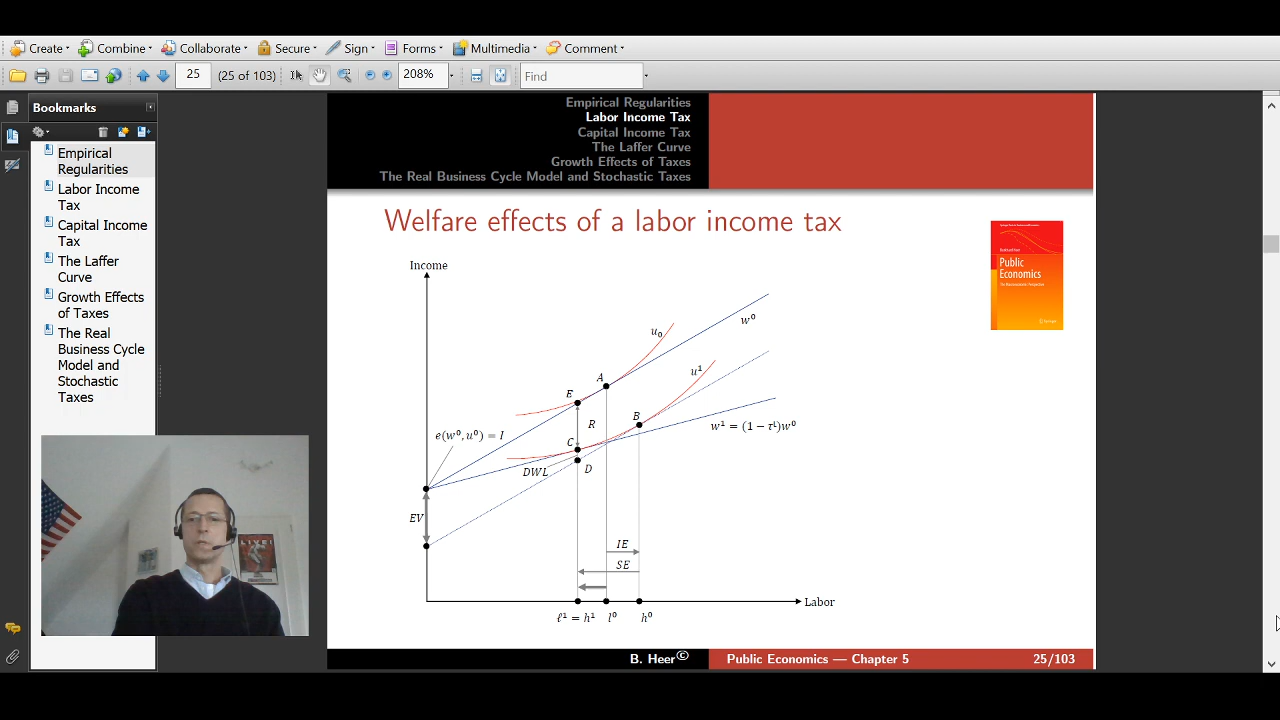 Create Combine Collaborate Secure Sign Forms Multimedia Comment
25 (25 of 103) 208% Find
Bookmarks
Empirical
Regularities
Labor Income
Tax
Capital Income
Tax
The Laffer
Curve
Growth Effects
of Taxes
The Real
Business Cycle
Model and
Stochastic
Taxes
Empirical Regularities
Labor Income Tax
Capital Income Tax
The Laffer Curve
Growth Effects of Taxes
The Real Business Cycle Model and Stochastic Taxes
Welfare effects of a labor income tax
Public
Economics
Income
u₀
w⁰
A
E
u¹
R
B
w¹ = (1 − τᴸ)w⁰
e(w⁰, u⁰) = I
C
DWL
D
EV
IE
SE
Labor
ℓ¹ = h¹ l⁰ h⁰
B. Heer© Public Economics — Chapter 5 25/103